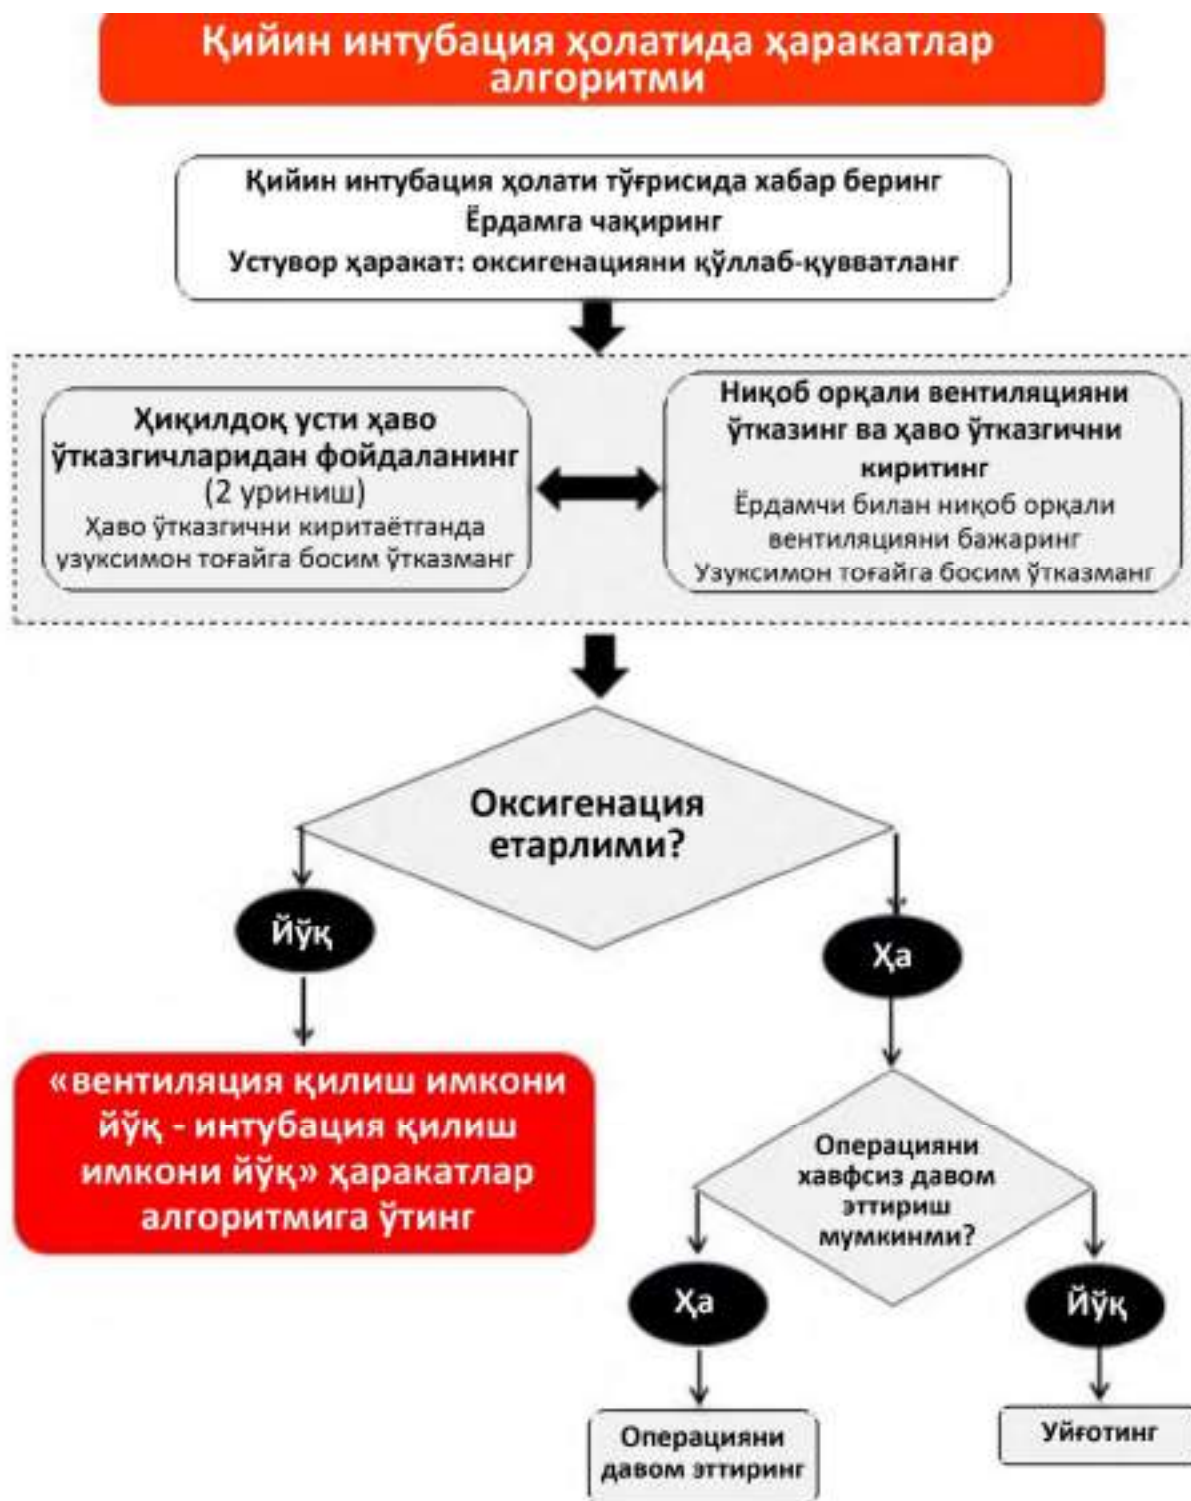 Қийин интубация ҳолатида ҳаракатлар
алгоритми
Қийин интубация ҳолати тўғрисида хабар беринг
Ёрдамга чақиринг
Устувор ҳаракат: оксигенацияни қўллаб-қувватланг
Ҳиқилдоқ усти ҳаво
ўтказгичларидан фойдаланинг
(2 уриниш)
Ҳаво ўтказгични киритаётганда
узуксимон тоғайга босим ўтказманг
Ниқоб орқали вентиляцияни
ўтказинг ва ҳаво ўтказгични
киритинг
Ёрдамчи билан ниқоб орқали
вентиляцияни бажаринг
Узуксимон тоғайга босим ўтказманг
Оксигенация
етарлими?
Йўқ
Ҳа
«вентиляция қилиш имкони
йўқ - интубация қилиш
имкони йўқ» ҳаракатлар
алгоритмига ўтинг
Операцияни
хавфсиз давом
эттириш
мумкинми?
Ҳа
Йўқ
Операцияни
давом эттиринг
Уйғотинг